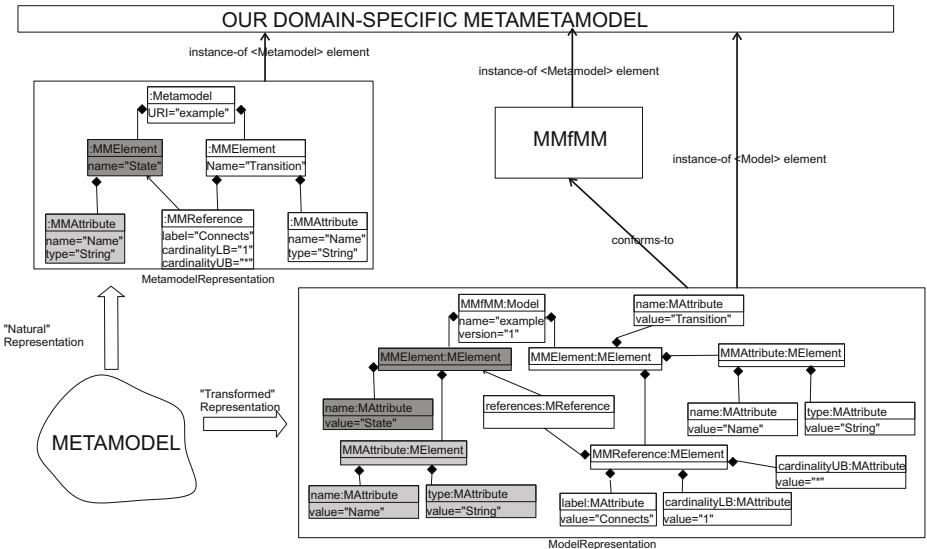 OUR DOMAIN-SPECIFIC METAMETAMODEL
instance-of <Metamodel> element
instance-of <Metamodel> element
instance-of <Model> element
:Metamodel
URI="example"
:MMElement
name="State"
:MMElement
Name="Transition"
:MMAttribute
name="Name"
type="String"
:MMReference
label="Connects"
cardinalityLB="1"
cardinalityUB="*"
:MMAttribute
name="Name"
type="String"
MetamodelRepresentation
MMfMM
conforms-to
"Natural"
Representation
"Transformed"
Representation
METAMODEL
MMfMM:Model
name="example
version="1"
name:MAttribute
value="Transition"
MMElement:MElement
MMElement:MElement
MMAttribute:MElement
name:MAttribute
value="State"
references:MReference
name:MAttribute
value="Name"
type:MAttribute
value="String"
MMAttribute:MElement
MMReference:MElement
cardinalityUB:MAttribute
value="*"
name:MAttribute
value="Name"
type:MAttribute
value="String"
label:MAttribute
value="Connects"
cardinalityLB:MAttribute
value="1"
ModelRepresentation